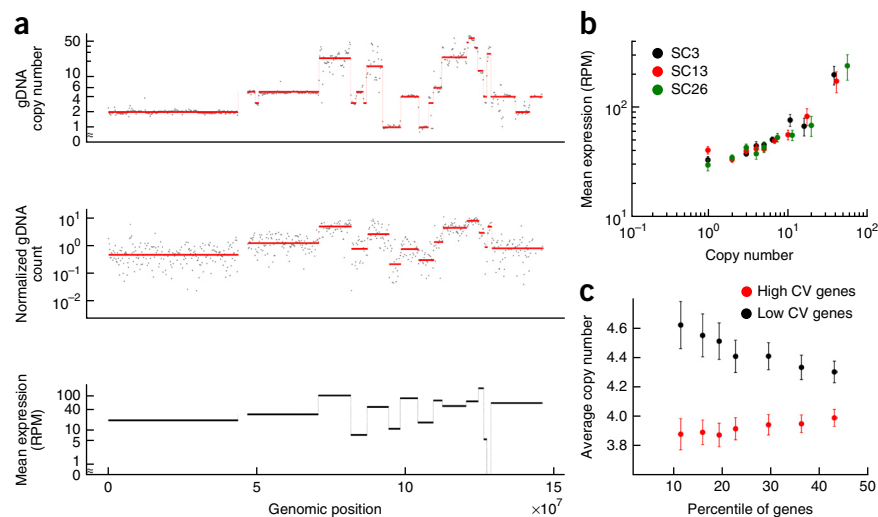 a
gDNA
copy number
50
10
6
4
2
1
0
Normalized gDNA
count
10¹
10⁰
10⁻¹
10⁻²
Mean expression
(RPM)
100
40
10
5
1
0
0
5
10
15
Genomic position
×10⁷
b
SC3
SC13
SC26
Mean expression (RPM)
10²
10¹
10⁻¹
10⁰
10¹
10²
Copy number
c
High CV genes
Low CV genes
Average copy number
4.6
4.4
4.2
4.0
3.8
10
20
30
40
50
Percentile of genes